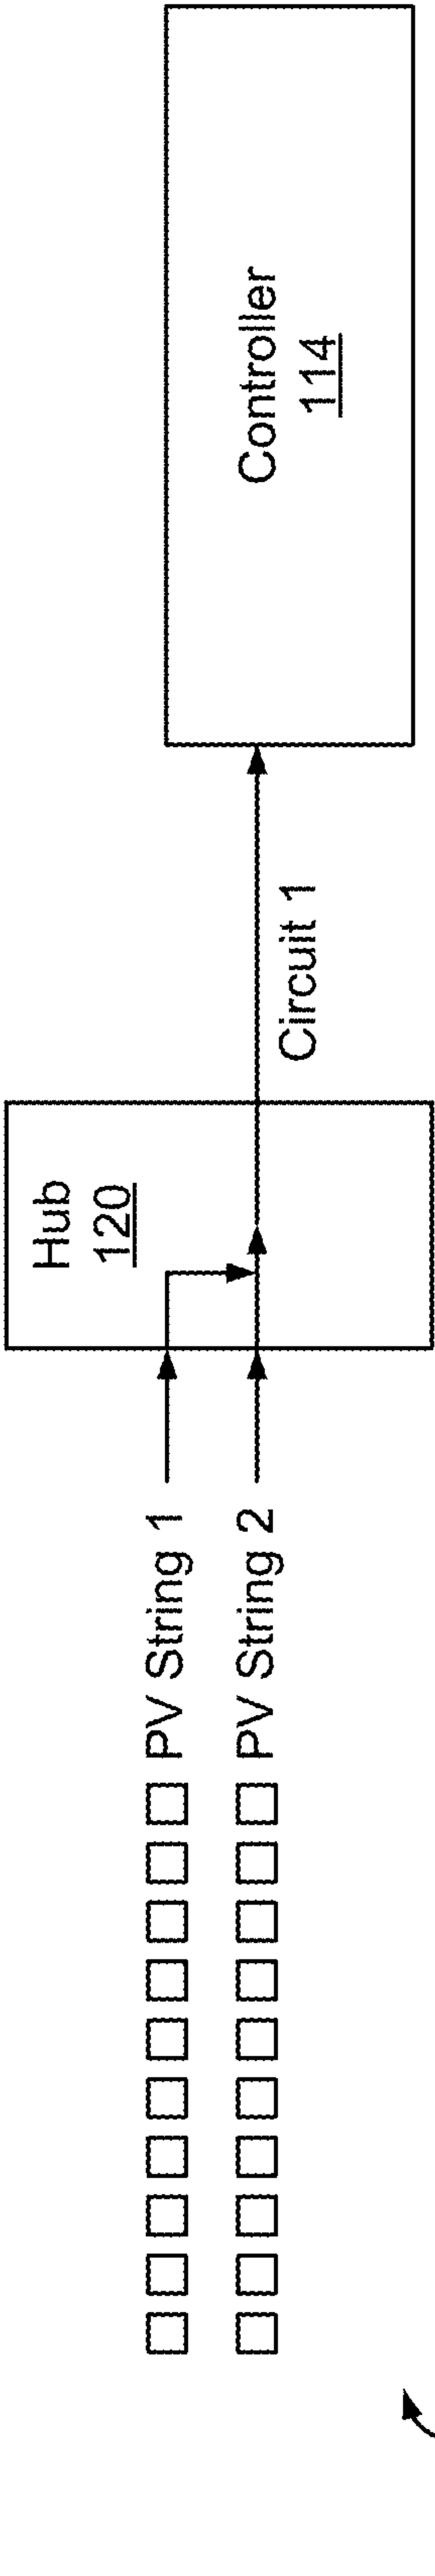 PV String 1
PV String 2
Hub
120
Circuit 1
Controller
114